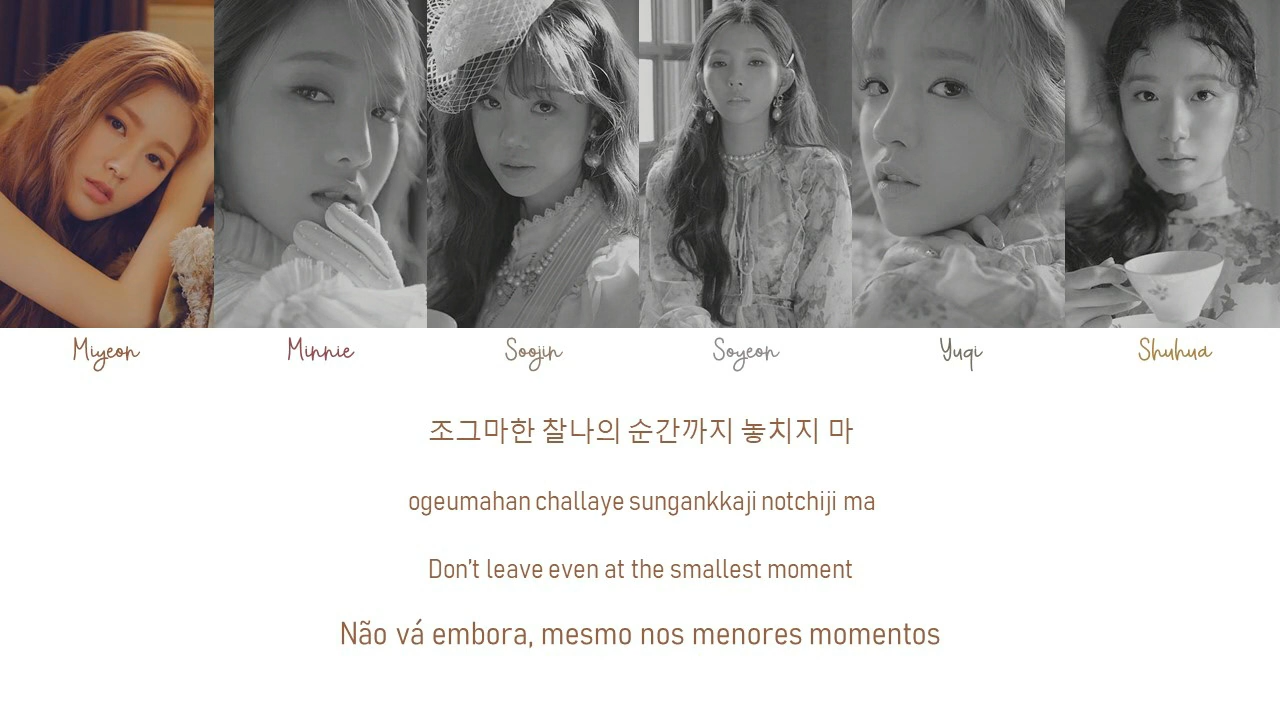 Miyeon Minnie Soojin Soyeon Yuqi Shuhua
조그마한 찰나의 순간까지 놓치지 마
ogeumahan challaye sungankkaji notchiji ma
Don't leave even at the smallest moment
Não vá embora, mesmo nos menores momentos